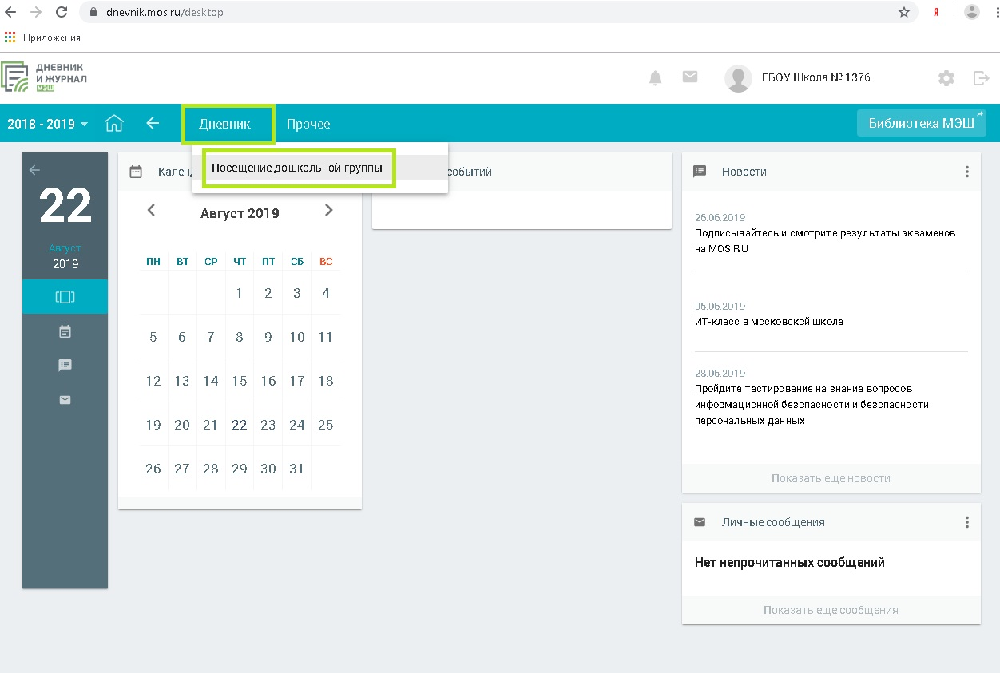 dnevnik.mos.ru/desktop
Я
Приложения
ДНЕВНИК
И ЖУРНАЛ
МЭШ
ГБОУ Школа № 1376
2018 - 2019
Дневник
Прочее
Библиотека МЭШ
Посещение дошкольной группы
22
Август
2019
Календ
событий
Август 2019
ПН ВТ СР ЧТ ПТ СБ ВС
1 2 3 4
5 6 7 8 9 10 11
12 13 14 15 16 17 18
19 20 21 22 23 24 25
26 27 28 29 30 31
Новости
26.06.2019
Подписывайтесь и смотрите результаты экзаменов
на MOS.RU
05.06.2019
ИТ-класс в московской школе
28.05.2019
Пройдите тестирование на знание вопросов
информационной безопасности и безопасности
персональных данных
Показать еще новости
Личные сообщения
Нет непрочитанных сообщений
Показать еще сообщения